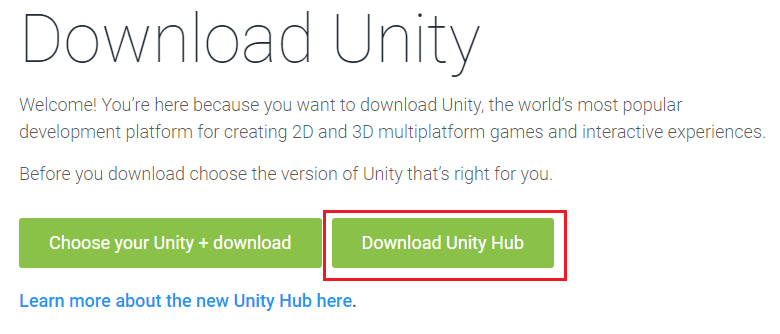 Download Unity
Welcome! You’re here because you want to download Unity, the world’s most popular
development platform for creating 2D and 3D multiplatform games and interactive experiences.
Before you download choose the version of Unity that’s right for you.
Choose your Unity + download
Download Unity Hub
Learn more about the new Unity Hub here.